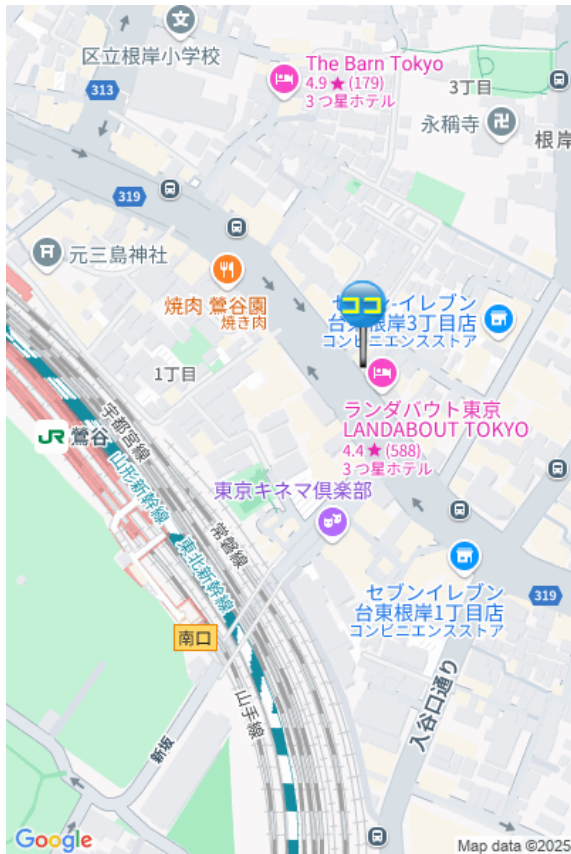 区立根岸小学校
The Barn Tokyo
4.9★(179)
3 つ星ホテル
3丁目
313
永稱寺
根岸
319
元三島神社
焼肉 鶯谷園
焼き肉
ココ
イレブン
台東根岸3丁目店
コンビニエンスストア
1丁目
ランダバウト東京
LANDABOUT TOKYO
4.4★(588)
3 つ星ホテル
JR 鶯谷
宇都宮線
山形新幹線
東京キネマ倶楽部
常磐線
東北新幹線
セブンイレブン
台東根岸1丁目店
コンビニエンスストア
319
南口
山手線
入谷口通り
新坂
Google
Map data ©2025